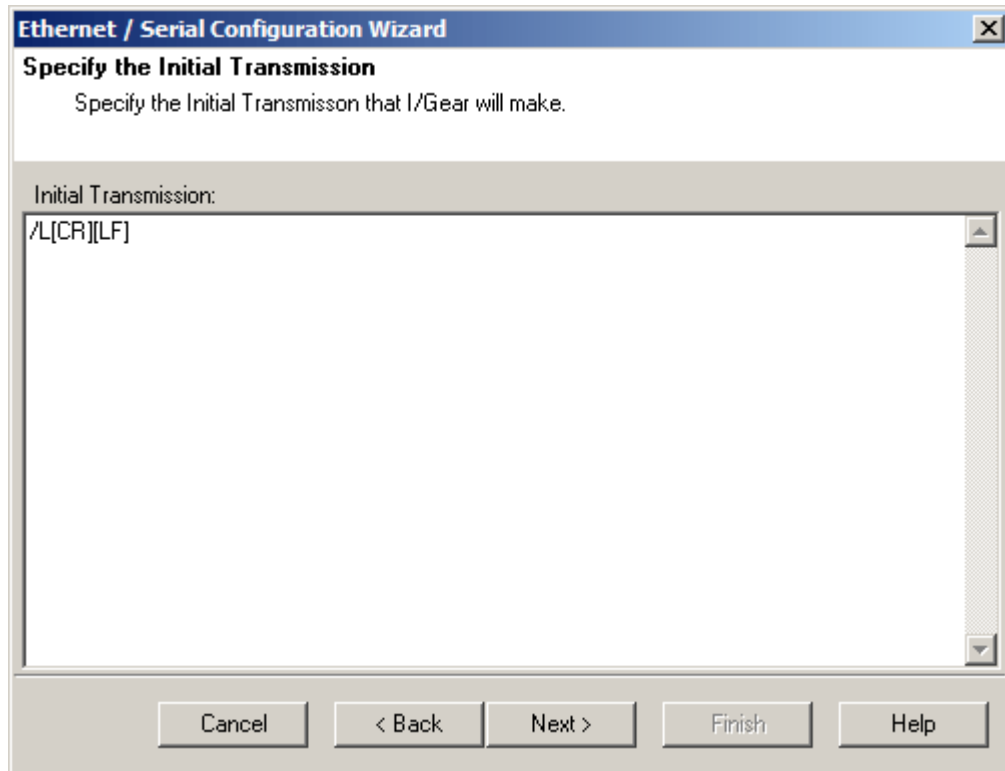 Ethernet / Serial Configuration Wizard
Specify the Initial Transmission
Specify the Initial Transmisson that I/Gear will make.
Initial Transmission:
/L[CR][LF]
Cancel
< Back
Next >
Finish
Help